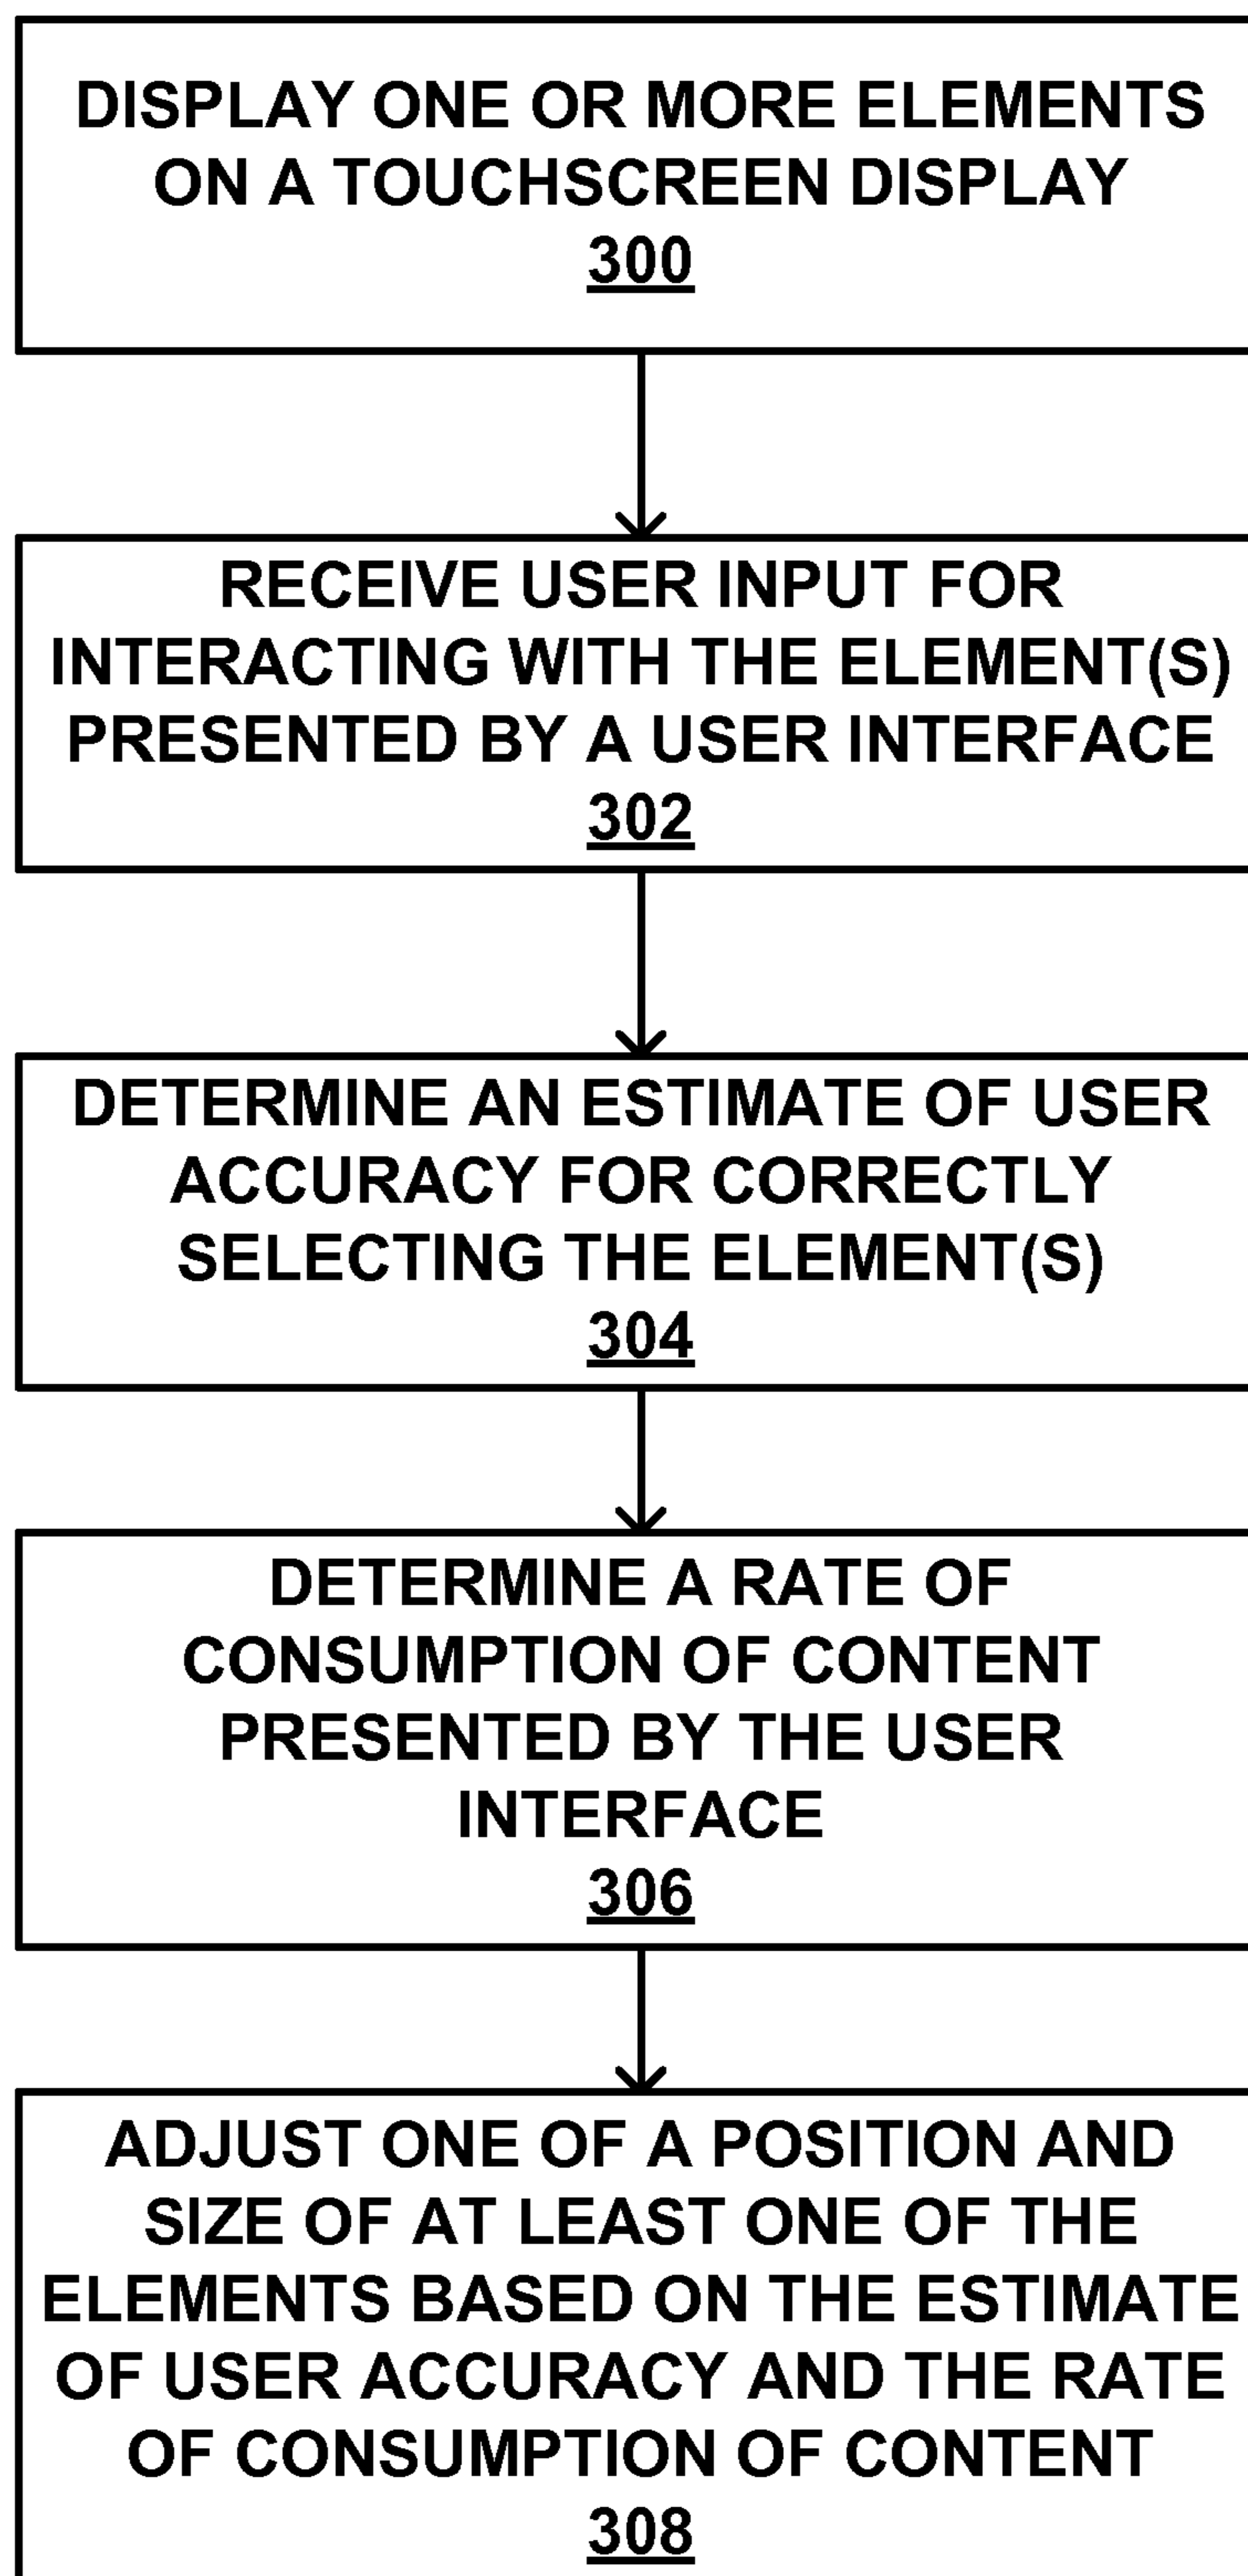 DISPLAY ONE OR MORE ELEMENTS
ON A TOUCHSCREEN DISPLAY
300
RECEIVE USER INPUT FOR
INTERACTING WITH THE ELEMENT(S)
PRESENTED BY A USER INTERFACE
302
DETERMINE AN ESTIMATE OF USER
ACCURACY FOR CORRECTLY
SELECTING THE ELEMENT(S)
304
DETERMINE A RATE OF
CONSUMPTION OF CONTENT
PRESENTED BY THE USER
INTERFACE
306
ADJUST ONE OF A POSITION AND
SIZE OF AT LEAST ONE OF THE
ELEMENTS BASED ON THE ESTIMATE
OF USER ACCURACY AND THE RATE
OF CONSUMPTION OF CONTENT
308